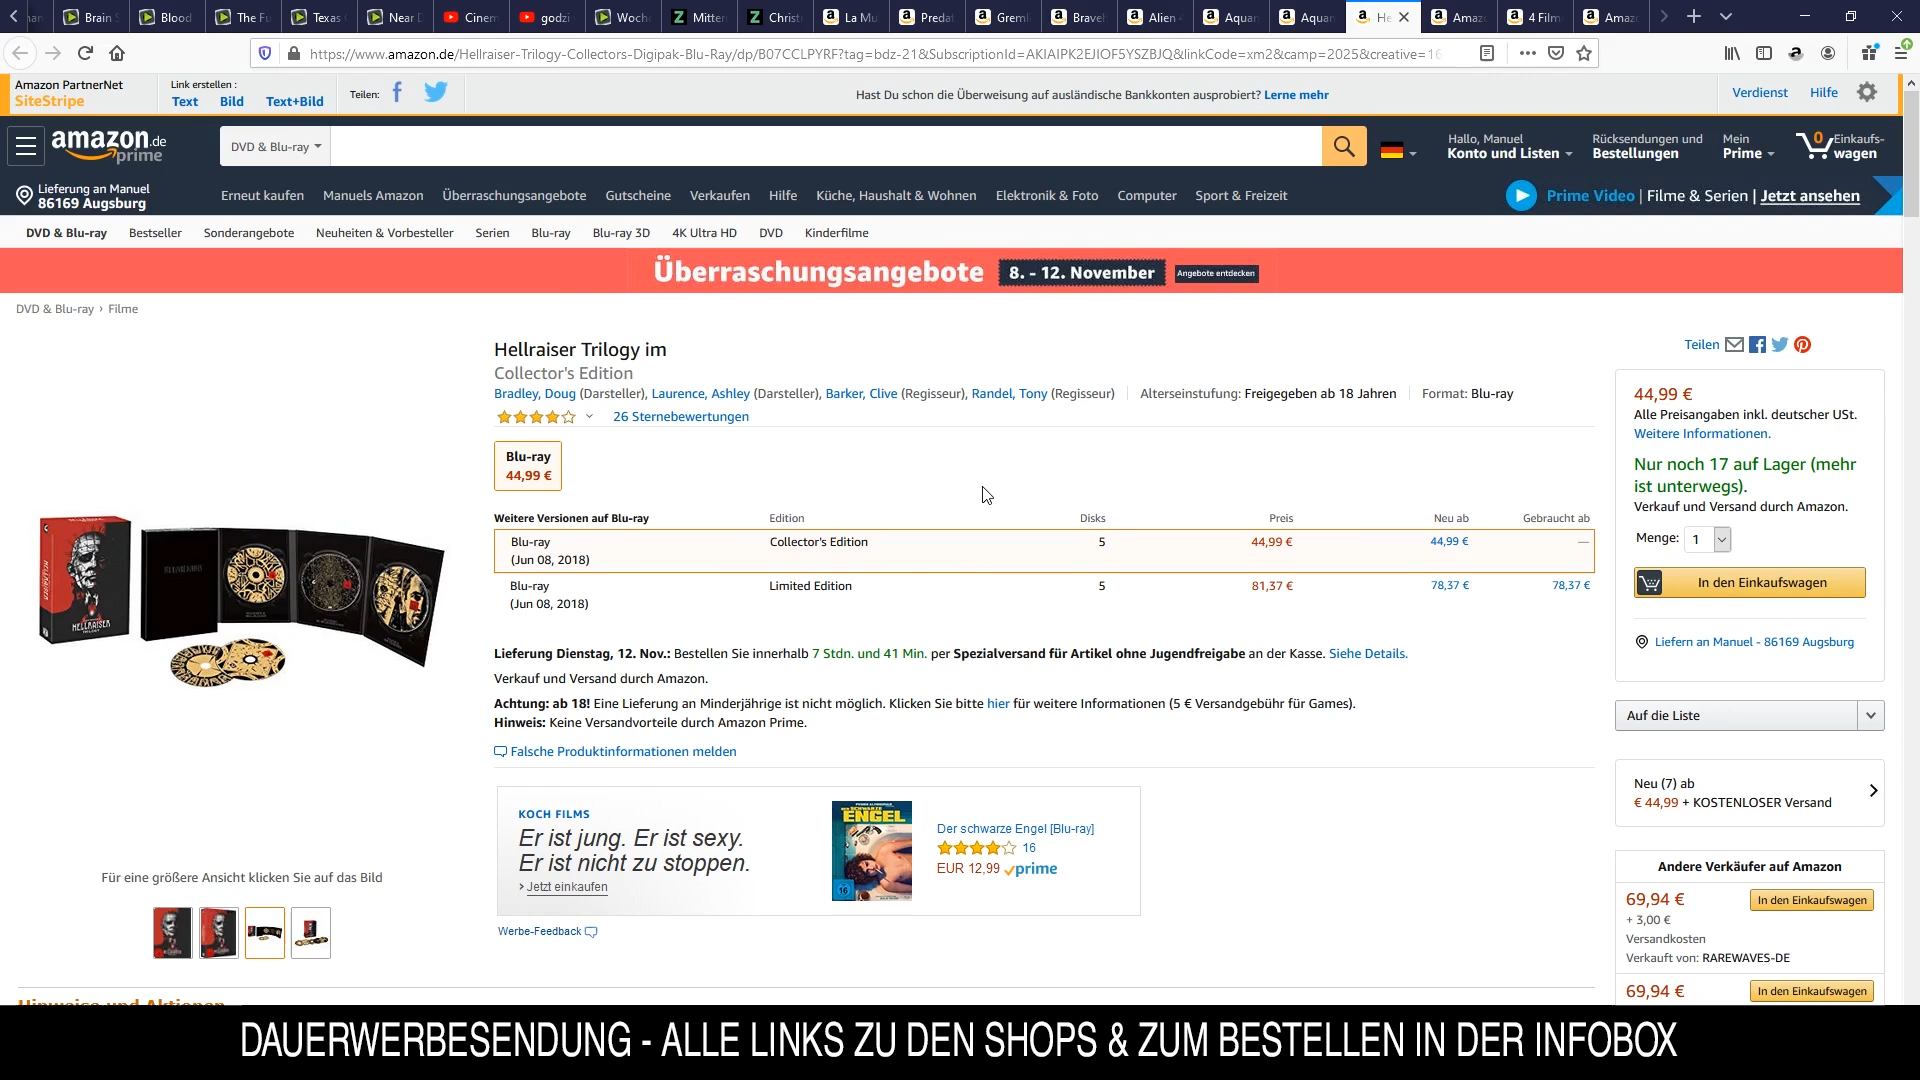 Brain S
Blood
The Fu
Texas
Near D
Cinem
godzi
Woch
Mitter
Christ
La Mu
Predat
Gremli
Braveh
Alien
Aquan
Aquan
He
Amaz
4 Film
Amaz
https://www.amazon.de/Hellraiser-Trilogy-Collectors-Digipak-Blu-Ray/dp/B07CCLPYRF?tag=bdz-21&SubscriptionId=AKIAIPK2EJIOF5YSZBJQ&linkCode=xm2&camp=2025&creative=16
Amazon PartnerNet
SiteStripe
Link erstellen :
Text Bild Text+Bild
Teilen:
Hast Du schon die Überweisung auf ausländische Bankkonten ausprobiert? Lerne mehr
Verdienst Hilfe
amazon.de
prime
DVD & Blu-ray
Hallo, Manuel
Konto und Listen
Rücksendungen und
Bestellungen
Mein
Prime
0
Einkaufs-
wagen
Lieferung an Manuel
86169 Augsburg
Erneut kaufen Manuels Amazon Überraschungsangebote Gutscheine Verkaufen Hilfe Küche, Haushalt & Wohnen Elektronik & Foto Computer Sport & Freizeit
Prime Video | Filme & Serien | Jetzt ansehen
DVD & Blu-ray Bestseller Sonderangebote Neuheiten & Vorbesteller Serien Blu-ray Blu-ray 3D 4K Ultra HD DVD Kinderfilme
Überraschungsangebote 8. - 12. November Angebote entdecken
DVD & Blu-ray › Filme
Hellraiser Trilogy im
Collector's Edition
Bradley, Doug (Darsteller), Laurence, Ashley (Darsteller), Barker, Clive (Regisseur), Randel, Tony (Regisseur) Alterseinstufung: Freigegeben ab 18 Jahren Format: Blu-ray
26 Sternebewertungen
Blu-ray
44,99 €
Weitere Versionen auf Blu-ray Edition Disks Preis Neu ab Gebraucht ab
Blu-ray Collector's Edition 5 44,99 € 44,99 € —
(Jun 08, 2018)
Blu-ray Limited Edition 5 81,37 € 78,37 € 78,37 €
(Jun 08, 2018)
Lieferung Dienstag, 12. Nov.: Bestellen Sie innerhalb 7 Stdn. und 41 Min. per Spezialversand für Artikel ohne Jugendfreigabe an der Kasse. Siehe Details.
Verkauf und Versand durch Amazon.
Achtung: ab 18! Eine Lieferung an Minderjährige ist nicht möglich. Klicken Sie bitte hier für weitere Informationen (5 € Versandgebühr für Games).
Hinweis: Keine Versandvorteile durch Amazon Prime.
Falsche Produktinformationen melden
KOCH FILMS
Er ist jung. Er ist sexy.
Er ist nicht zu stoppen.
› Jetzt einkaufen
ENGEL
16
Der schwarze Engel [Blu-ray]
16
EUR 12,99 prime
Werbe-Feedback
HELLRAISER
TRILOGY
Für eine größere Ansicht klicken Sie auf das Bild
Hinweise und Aktionen
Teilen
44,99 €
Alle Preisangaben inkl. deutscher USt.
Weitere Informationen.
Nur noch 17 auf Lager (mehr
ist unterwegs).
Verkauf und Versand durch Amazon.
Menge: 1
In den Einkaufswagen
Liefern an Manuel - 86169 Augsburg
Auf die Liste
Neu (7) ab
€ 44,99 + KOSTENLOSER Versand
Andere Verkäufer auf Amazon
69,94 € In den Einkaufswagen
+ 3,00 €
Versandkosten
Verkauft von: RAREWAVES-DE
69,94 € In den Einkaufswagen
DAUERWERBESENDUNG - ALLE LINKS ZU DEN SHOPS & ZUM BESTELLEN IN DER INFOBOX